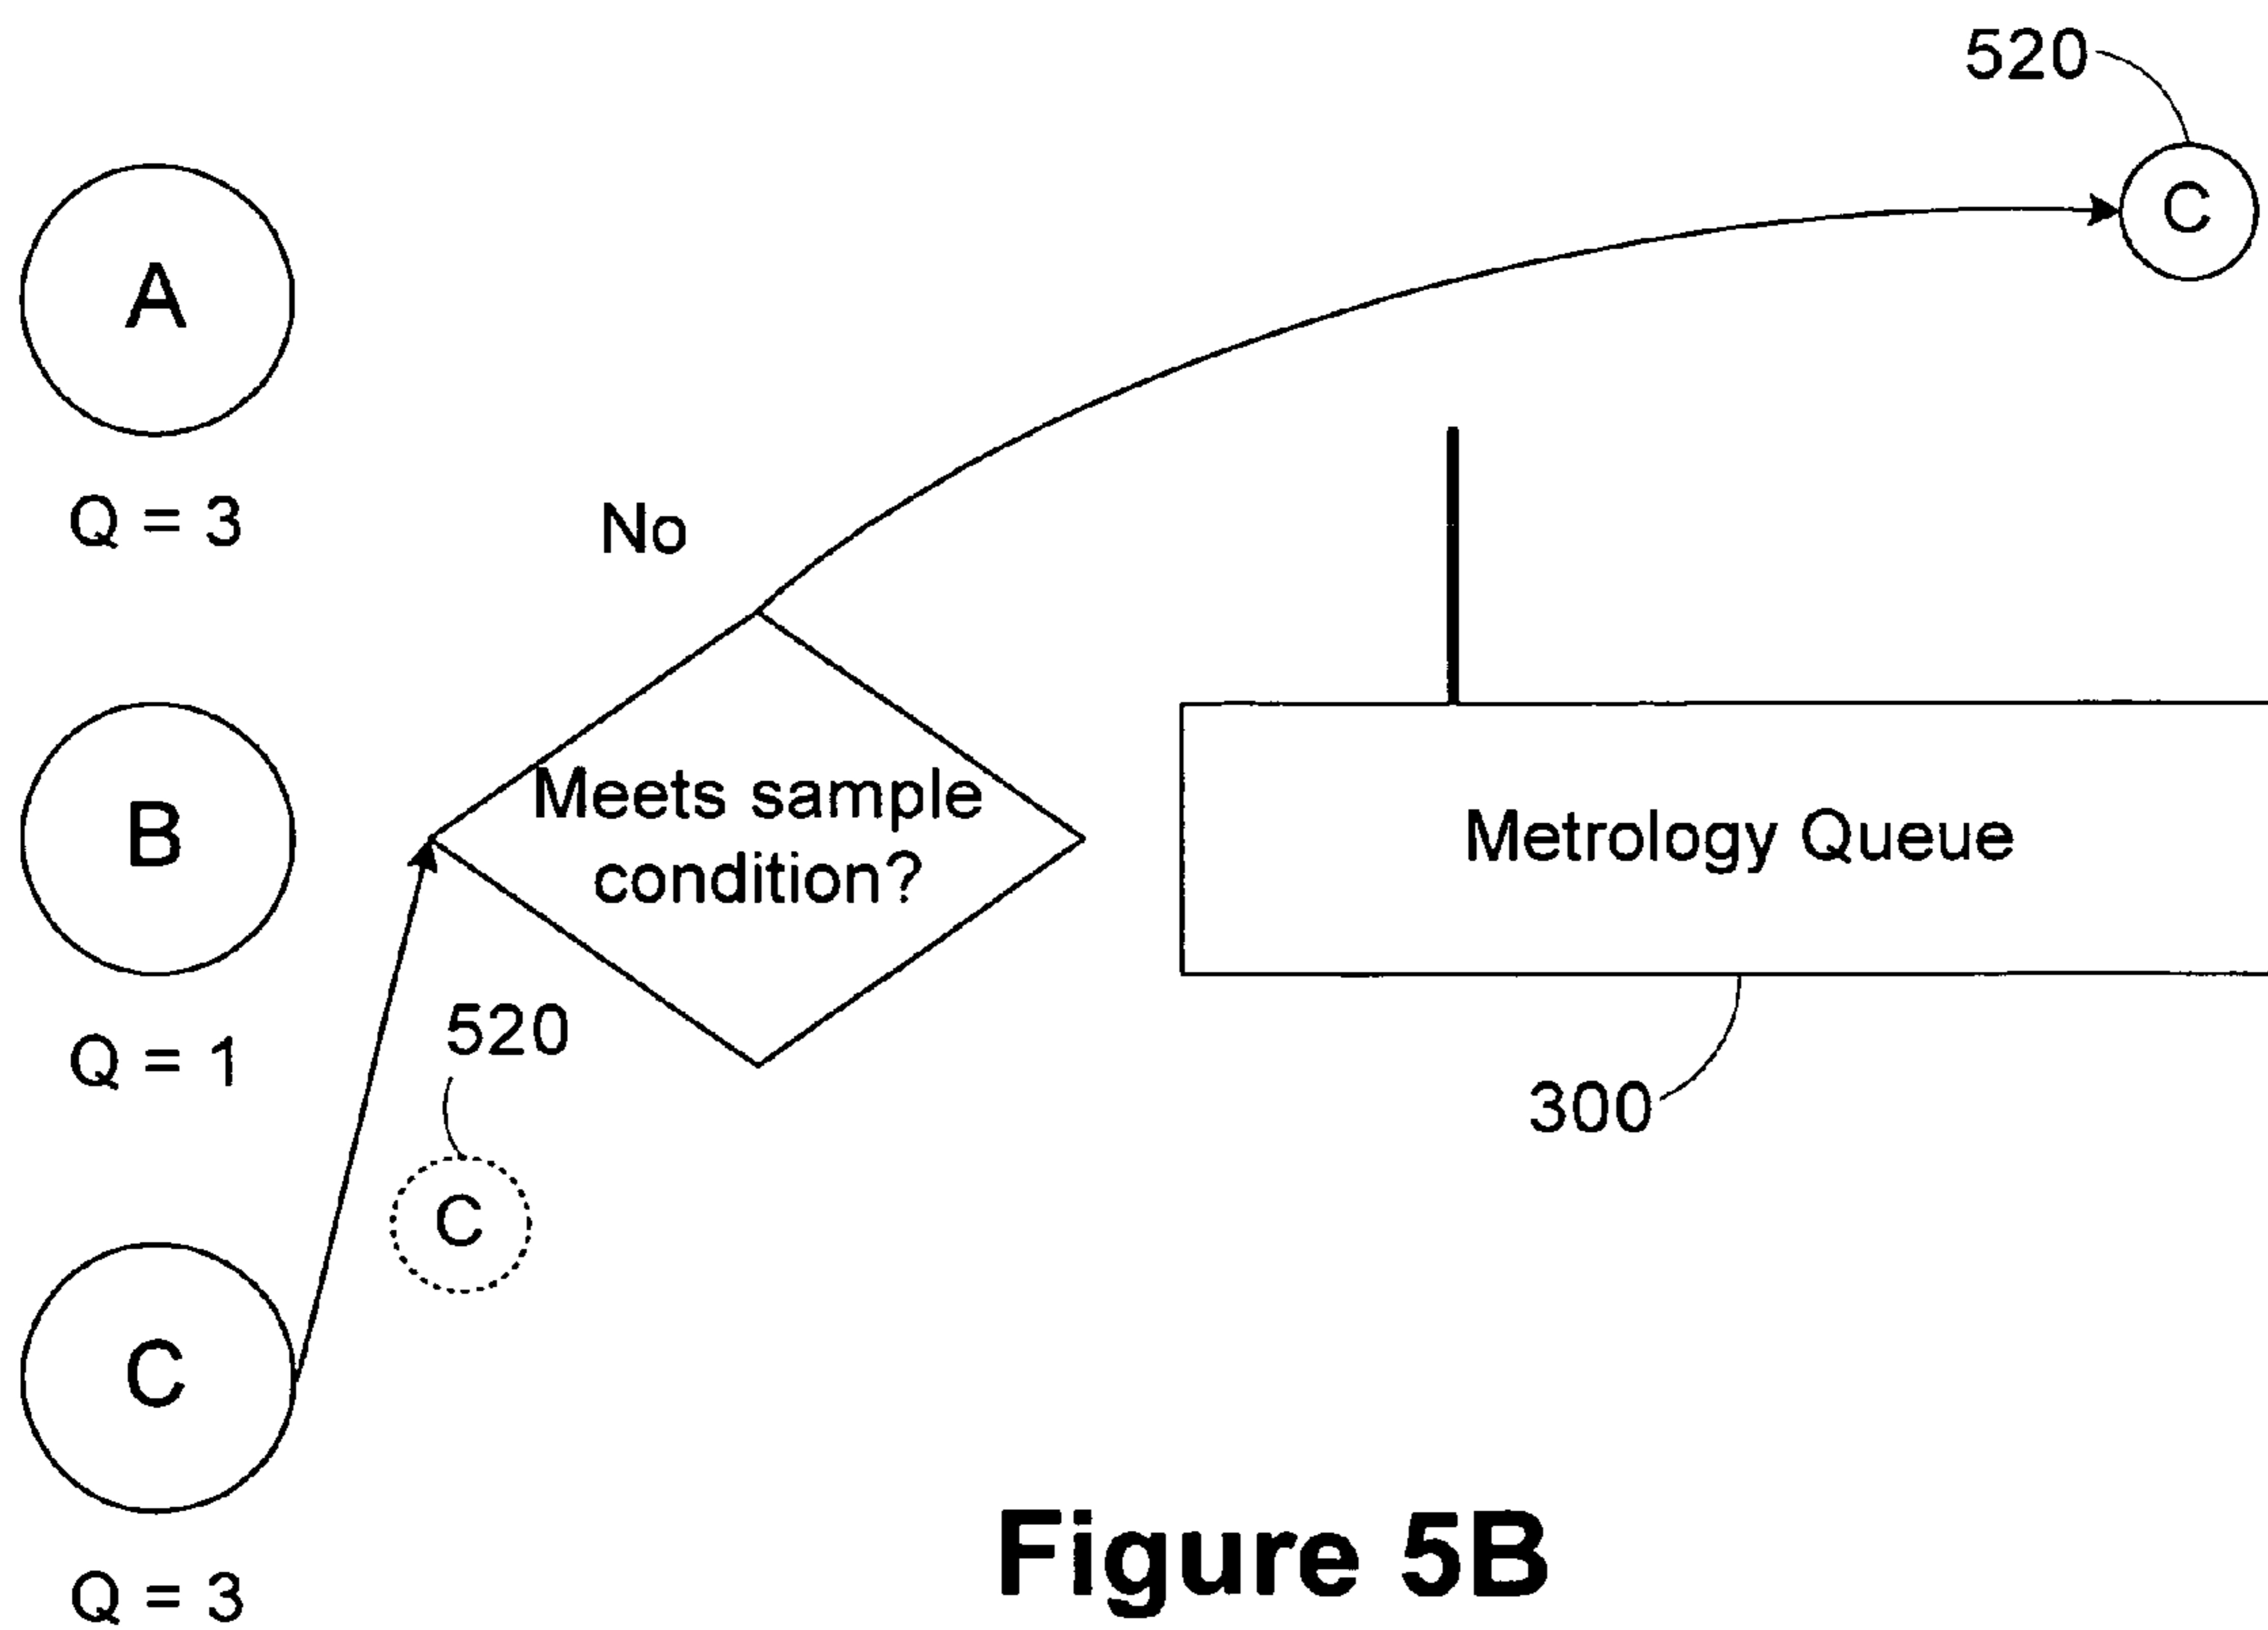 520
C
A
Q = 3
No
B
Q = 1
Meets sample
condition?
Metrology Queue
520
300
C
C
Q = 3
Figure 5B